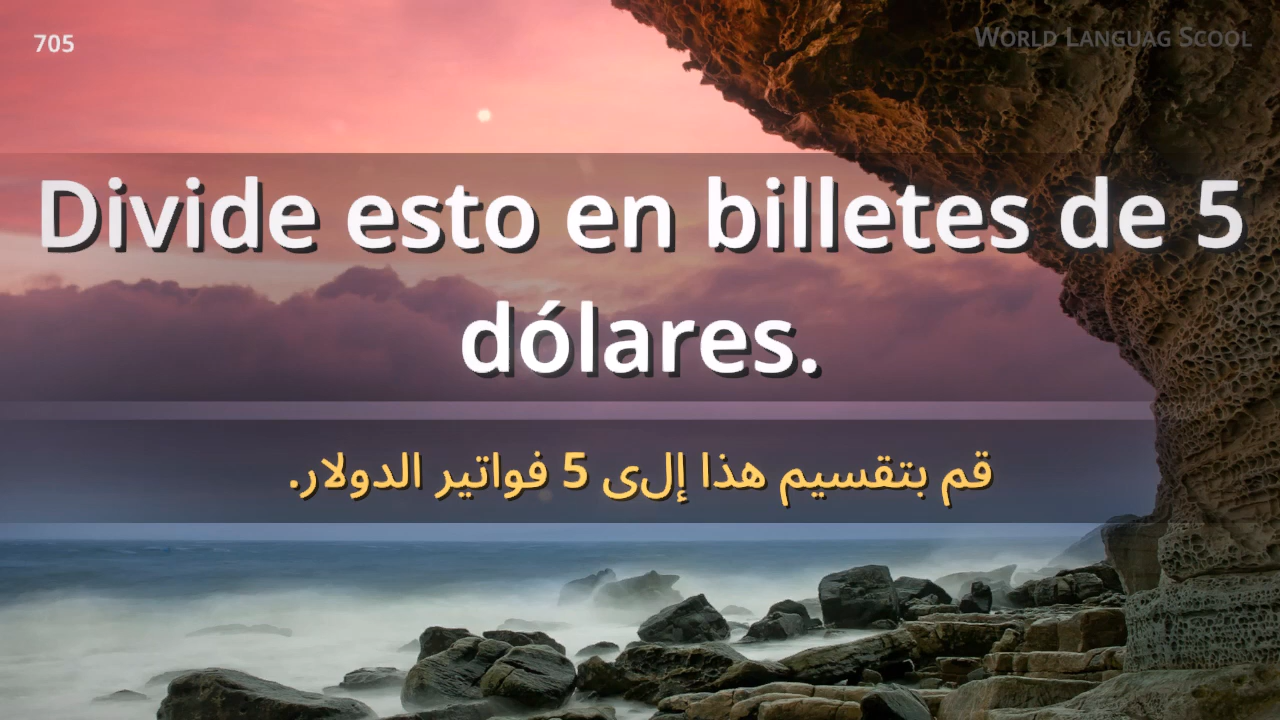 705
WORLD LANGUAG SCOOL
Divide esto en billetes de 5
dólares.
قم بتقسيم هذا إلى 5 فواتير الدولار.